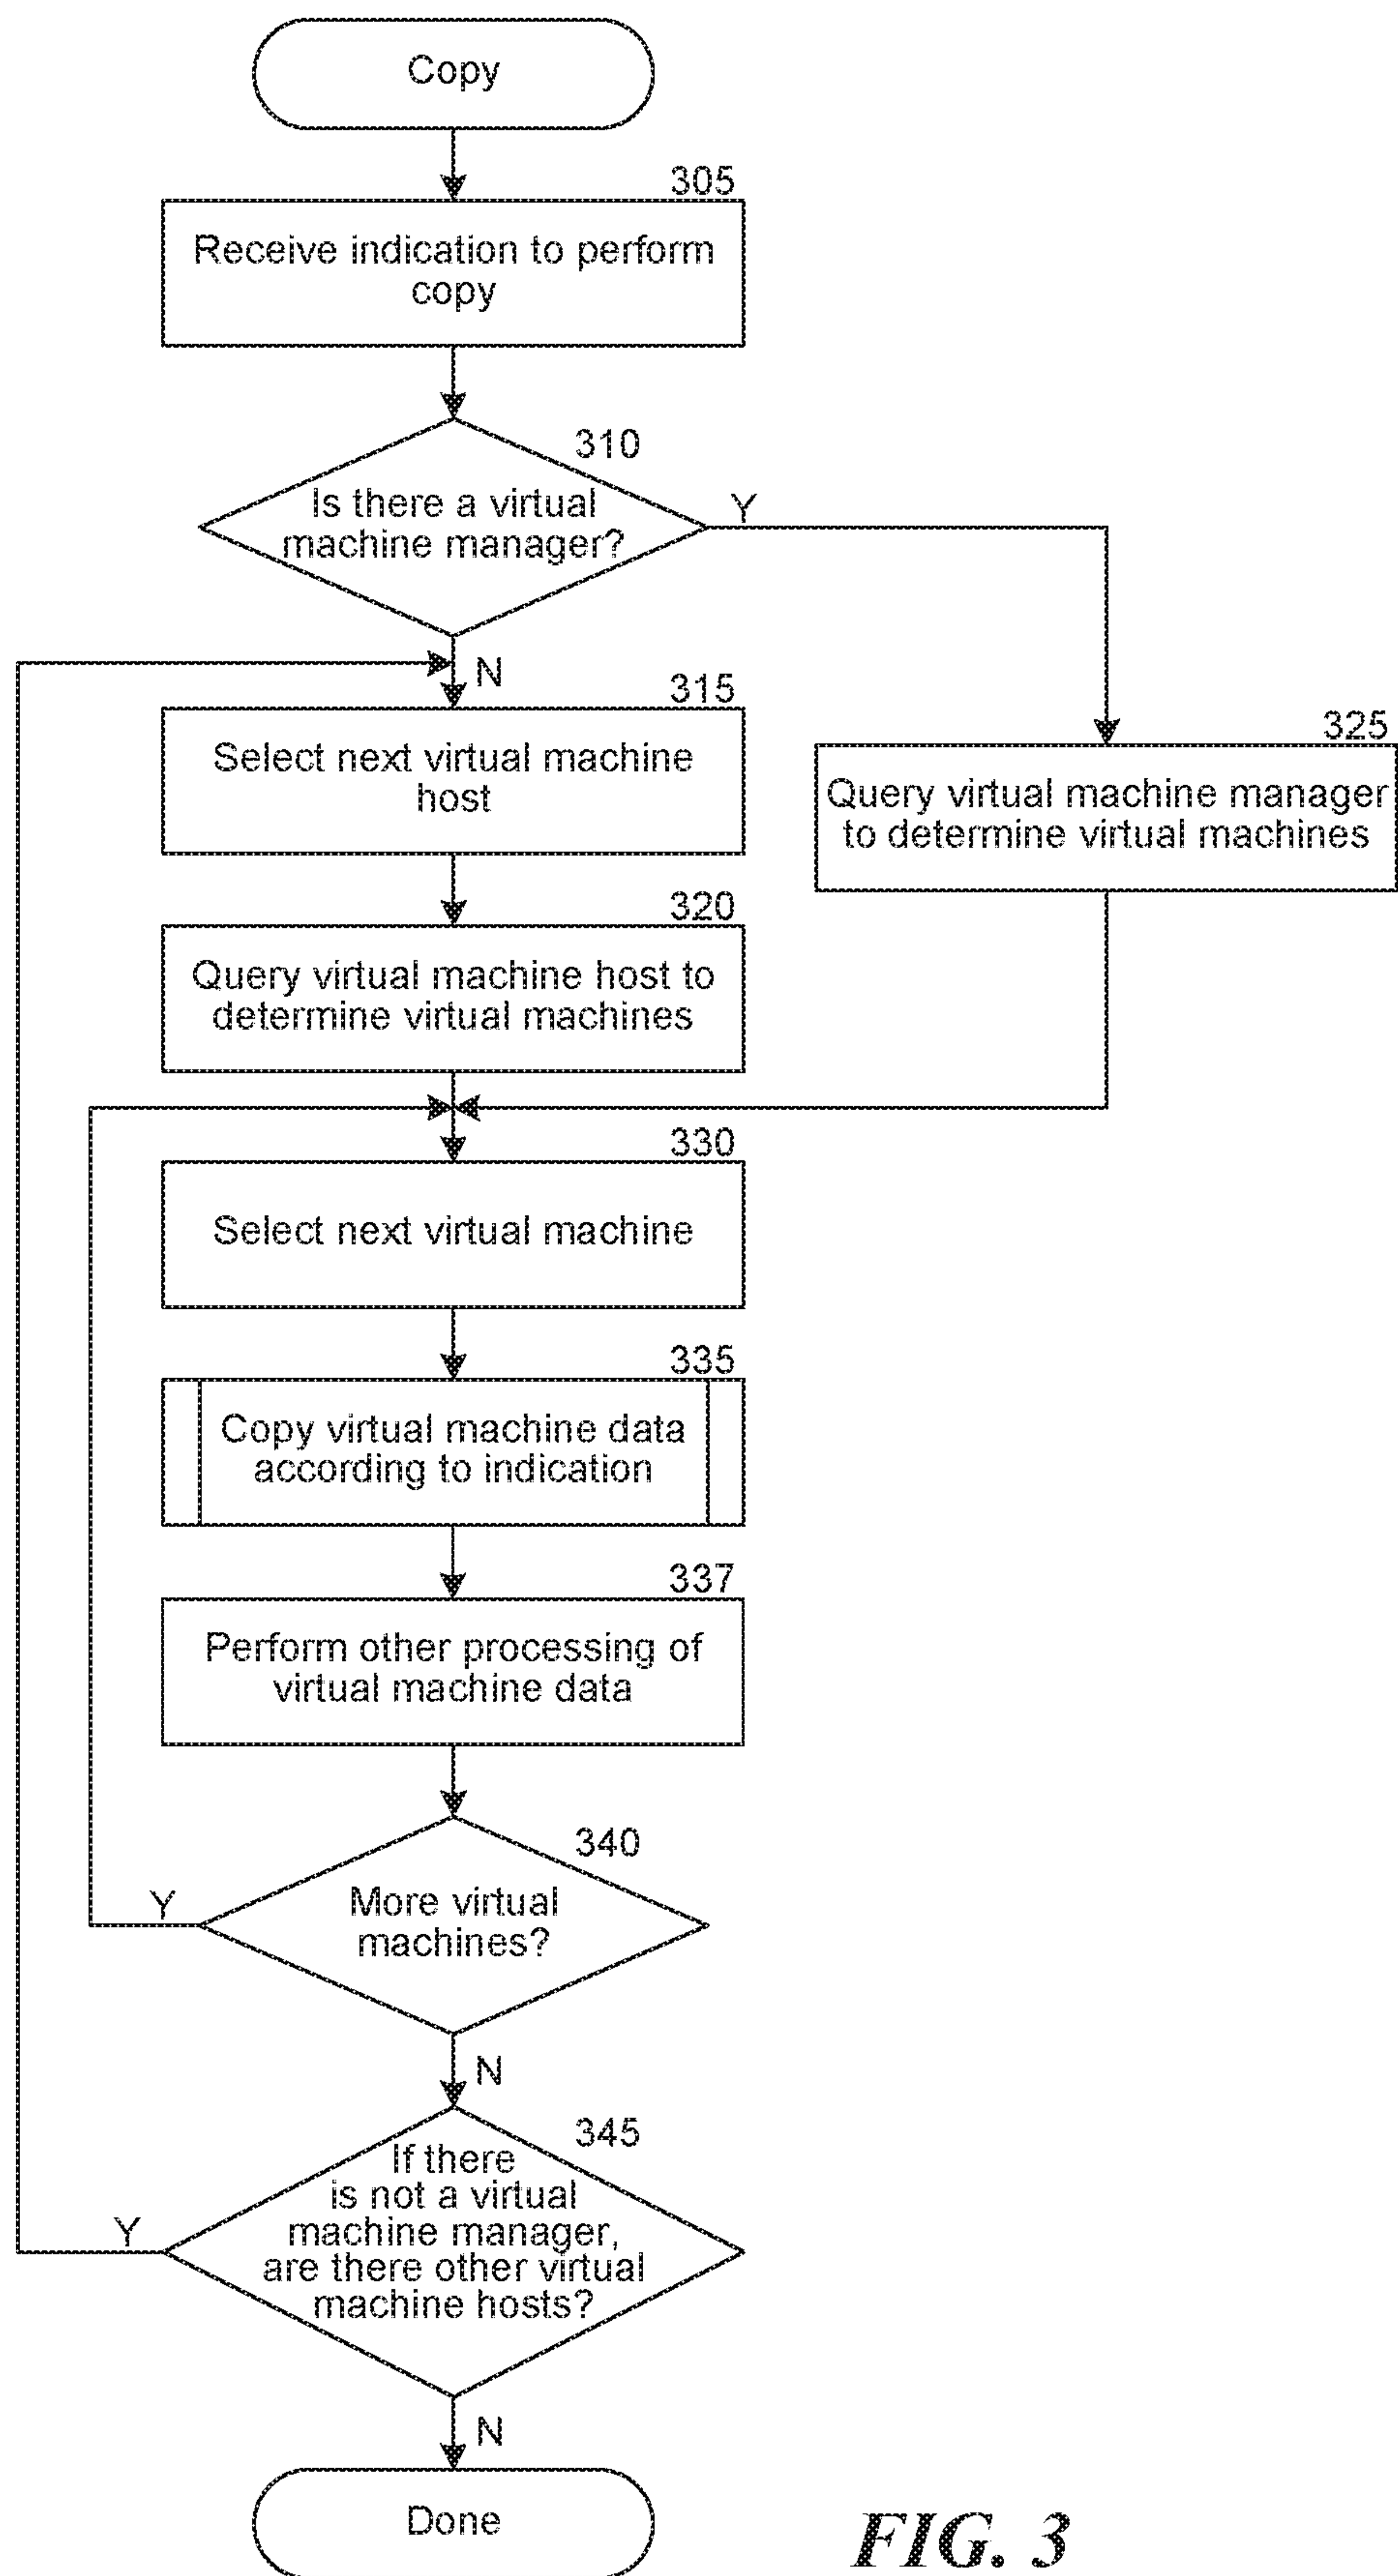 Copy
305
Receive indication to perform
copy
310
Is there a virtual
machine manager?
Y
N
315
Select next virtual machine
host
325
Query virtual machine manager
to determine virtual machines
320
Query virtual machine host to
determine virtual machines
330
Select next virtual machine
335
Copy virtual machine data
according to indication
337
Perform other processing of
virtual machine data
340
More virtual
machines?
Y
N
345
If there
is not a virtual
machine manager,
are there other virtual
machine hosts?
Y
N
Done
FIG. 3